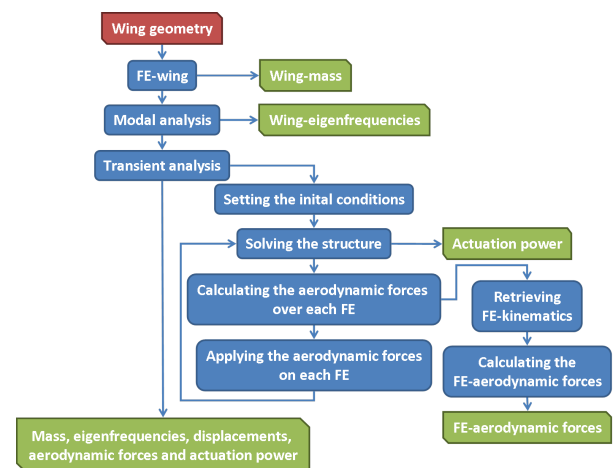 Wing geometry
FE-wing
Wing-mass
Modal analysis
Wing-eigenfrequencies
Transient analysis
Setting the inital conditions
Solving the structure
Actuation power
Calculating the aerodynamic forces
over each FE
Retrieving
FE-kinematics
Applying the aerodynamic forces
on each FE
Calculating the
FE-aerodynamic forces
FE-aerodynamic forces
Mass, eigenfrequencies, displacements,
aerodynamic forces and actuation power